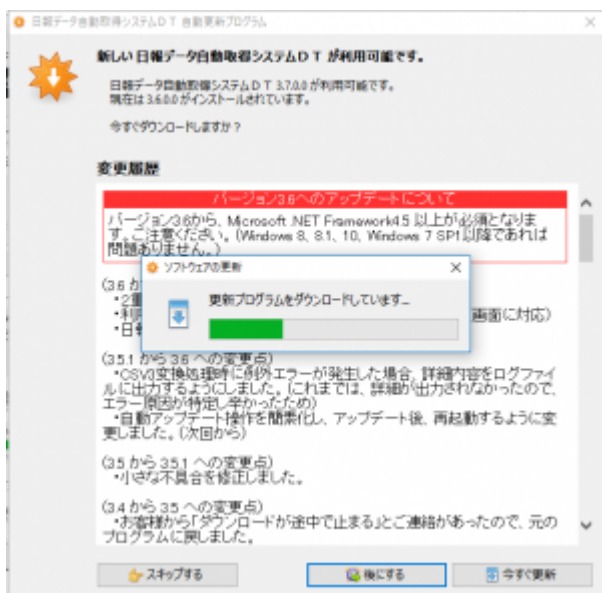 日報データ自動取得システムＤＴ 自動更新プログラム
新しい 日報データ自動取得システムＤＴ が利用可能です。
日報データ自動取得システムＤＴ 3.7.0.0 が利用可能です。
現在は 3.6.0.0 がインストールされています。
今すぐダウンロードしますか？
変更履歴
バージョン3.6へのアップデートについて
バージョン3.6から、Microsoft .NET Framework4.5 以上が必須となりま
す。ご注意ください。(Windows 8, 8.1, 10, Windows 7 SP1以降であれば
問題ありません。)
ソフトウェアの更新
更新プログラムをダウンロードしています...
(3.6 か
・2重
・利用
画面に対応)
・日報
(3.5.1 から 3.6 への変更点)
・CSV変換処理時に例外エラーが発生した場合、詳細内容をログファイ
ルに出力するようにしました。(これまでは、詳細が出力されなかったので、
エラー原因が特定し辛かったため)
・自動アップデート操作を簡素化し、アップデート後、再起動するように変
更しました。(次回から)
(3.5 から 3.5.1 への変更点)
・小さな不具合を修正しました。
(3.4 から 3.5 への変更点)
・お客様から「ダウンロードが途中で止まる」とご連絡があったので、元の
プログラムに戻しました。
スキップする
後にする
今すぐ更新